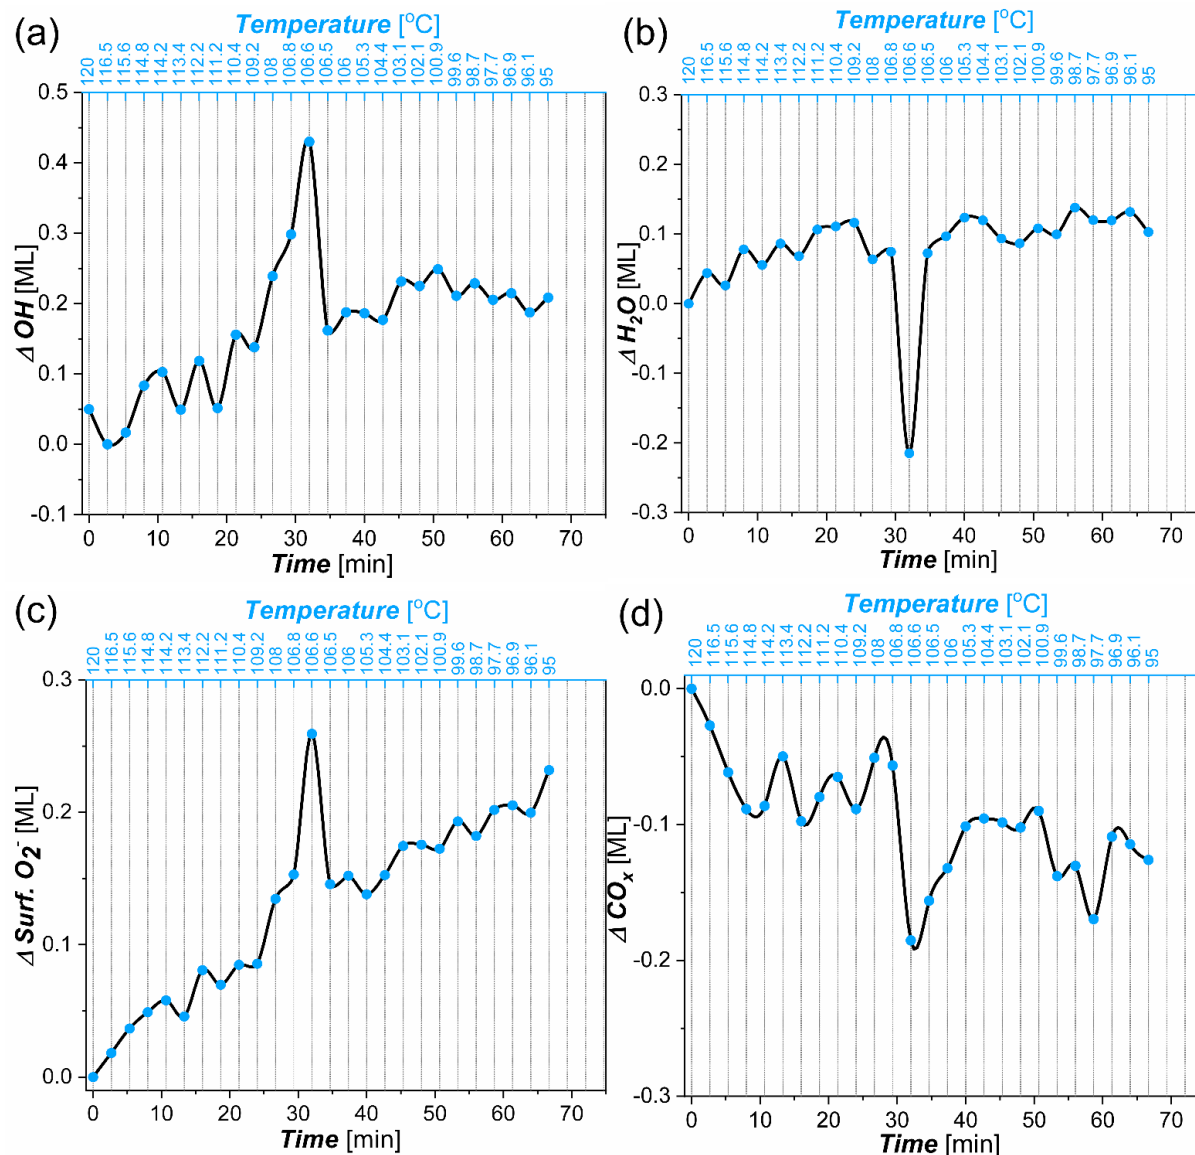 (a)
Temperature [°C]
120 116.5 115.6 114.8 114.2 113.4 112.2 111.2 110.4 109.2 108 106.8 106.6 106.5 106 105.3 104.4 103.1 102.1 100.9 99.6 98.7 97.7 96.9 96.1 95
0.5
0.4
0.3
0.2
0.1
0.0
-0.1
Δ OH [ML]
0 10 20 30 40 50 60 70
Time [min]
(b)
Temperature [°C]
120 116.5 115.6 114.8 114.2 113.4 112.2 111.2 110.4 109.2 108 106.8 106.6 106.5 106 105.3 104.4 103.1 102.1 100.9 99.6 98.7 97.7 96.9 96.1 95
0.3
0.2
0.1
0.0
-0.1
-0.2
-0.3
Δ H₂O [ML]
0 10 20 30 40 50 60 70
Time [min]
(c)
Temperature [°C]
120 116.5 115.6 114.8 114.2 113.4 112.2 111.2 110.4 109.2 108 106.8 106.6 106.5 106 105.3 104.4 103.1 102.1 100.9 99.6 98.7 97.7 96.9 96.1 95
0.3
0.2
0.1
0.0
Δ Surf. O₂⁻ [ML]
0 10 20 30 40 50 60 70
Time [min]
(d)
Temperature [°C]
120 116.5 115.6 114.8 114.2 113.4 112.2 111.2 110.4 109.2 108 106.8 106.6 106.5 106 105.3 104.4 103.1 102.1 100.9 99.6 98.7 97.7 96.9 96.1 95
0.0
-0.1
-0.2
-0.3
Δ COₓ [ML]
0 10 20 30 40 50 60 70
Time [min]